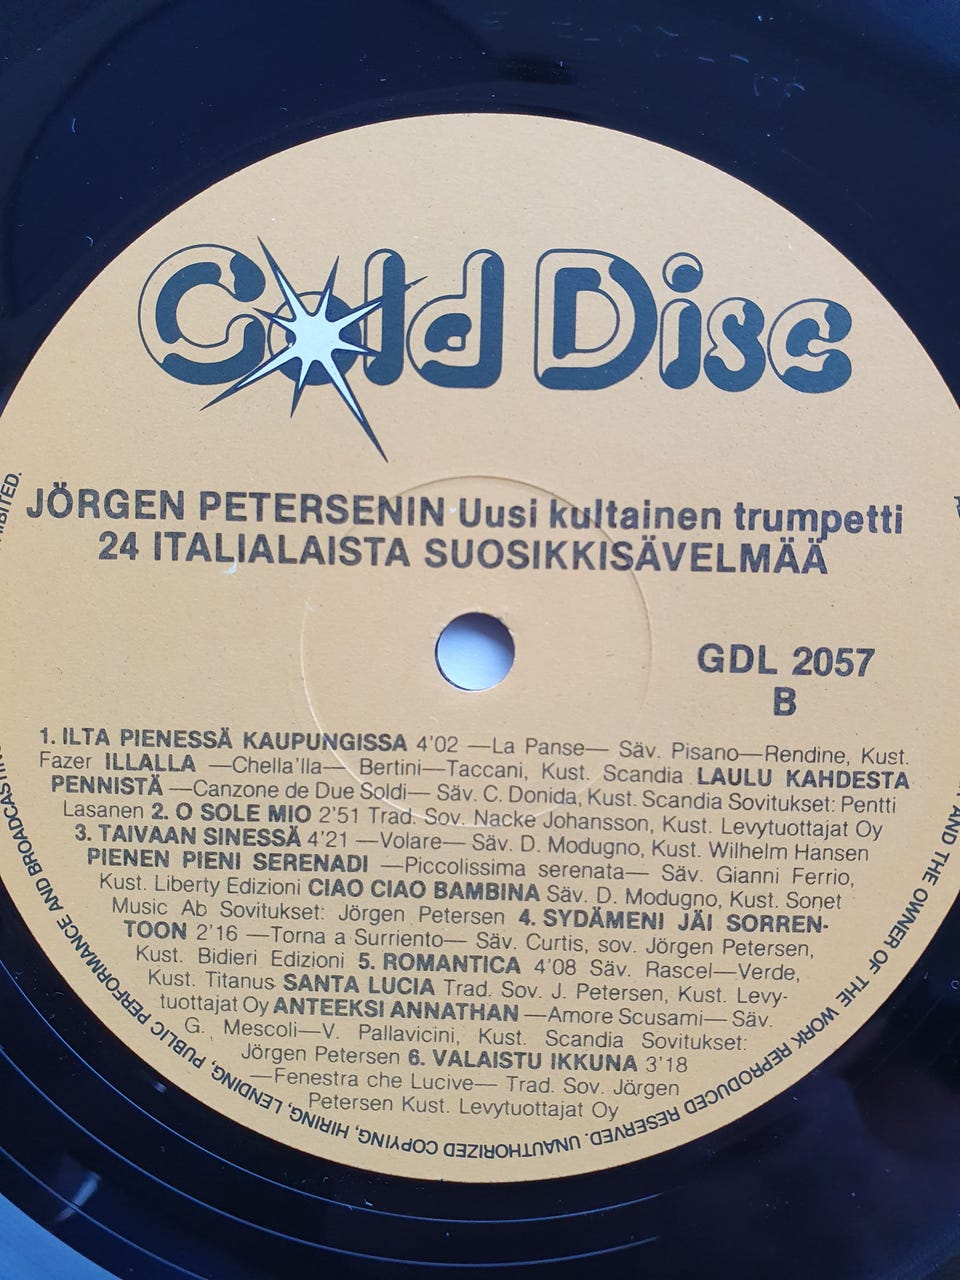 Gold Disc
JÖRGEN PETERSENIN Uusi kultainen trumpetti
24 ITALIALAISTA SUOSIKKISÄVELMÄÄ
GDL 2057
B
1. ILTA PIENESSÄ KAUPUNGISSA 4'02 —La Panse— Säv. Pisano—Rendine, Kust.
Fazer ILLALLA —Chella'lla— Bertini—Taccani, Kust. Scandia LAULU KAHDESTA
PENNISTÄ —Canzone de Due Soldi— Säv. C. Donida, Kust. Scandia Sovitukset: Pentti
Lasanen 2. O SOLE MIO 2'51 Trad. Sov. Nacke Johansson, Kust. Levytuottajat Oy
3. TAIVAAN SINESSÄ 4'21 —Volare— Säv. D. Modugno, Kust. Wilhelm Hansen
PIENEN PIENI SERENADI —Piccolissima serenata— Säv. Gianni Ferrio,
Kust. Liberty Edizioni CIAO CIAO BAMBINA Säv. D. Modugno, Kust. Sonet
Music Ab Sovitukset: Jörgen Petersen 4. SYDÄMENI JÄI SORREN-
TOON 2'16 —Torna a Surriento— Säv. Curtis, sov. Jörgen Petersen,
Kust. Bidieri Edizioni 5. ROMANTICA 4'08 Säv. Rascel—Verde,
Kust. Titanus SANTA LUCIA Trad. Sov. J. Petersen, Kust. Levy-
tuottajat Oy ANTEEKSI ANNATHAN —Amore Scusami— Säv.
G. Mescoli—V. Pallavicini, Kust. Scandia Sovitukset:
Jörgen Petersen 6. VALAISTU IKKUNA 3'18
—Fenestra che Lucive— Trad. Sov. Jörgen
Petersen Kust. Levytuottajat Oy
AND THE OWNER OF THE WORK REPRODUCED RESERVED. UNAUTHORIZED COPYING, HIRING, LENDING, PUBLIC PERFORMANCE AND BROADCASTIN